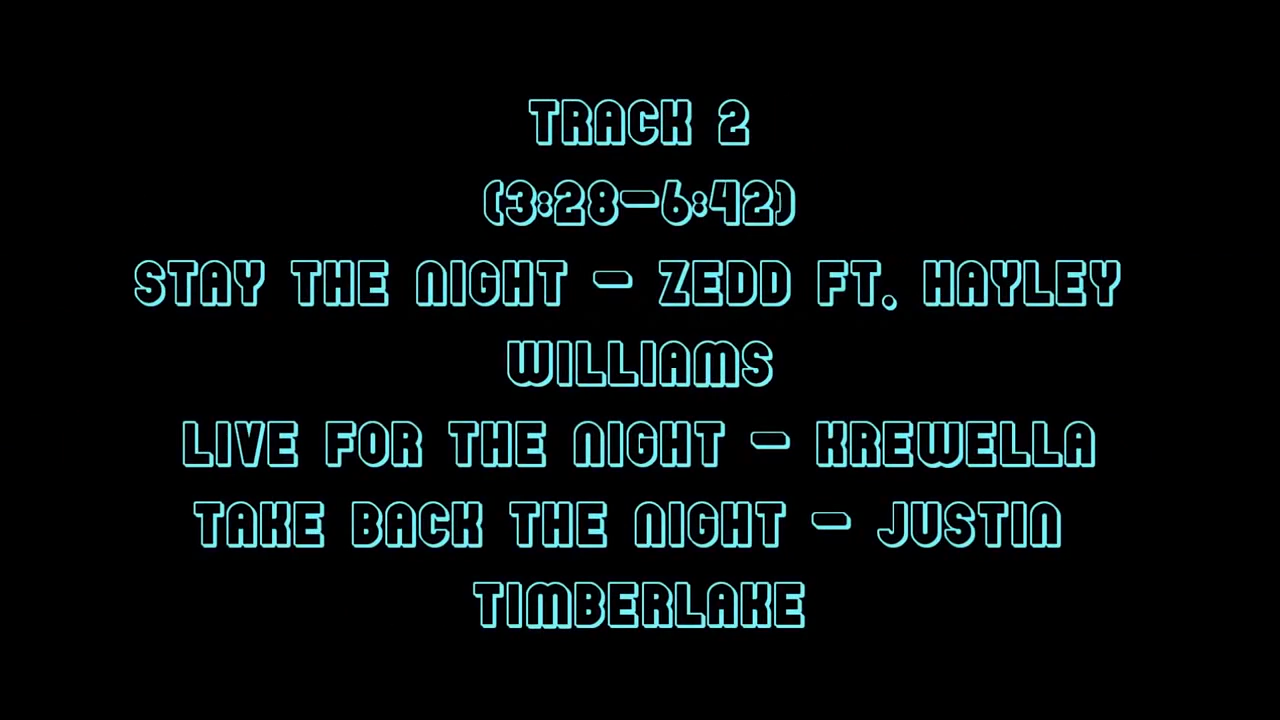 TRACK 2
(3:28-6:42)
STAY THE NIGHT - ZEDD FT. HAYLEY
WILLIAMS
LIVE FOR THE NIGHT - KREWELLA
TAKE BACK THE NIGHT - JUSTIN
TIMBERLAKE